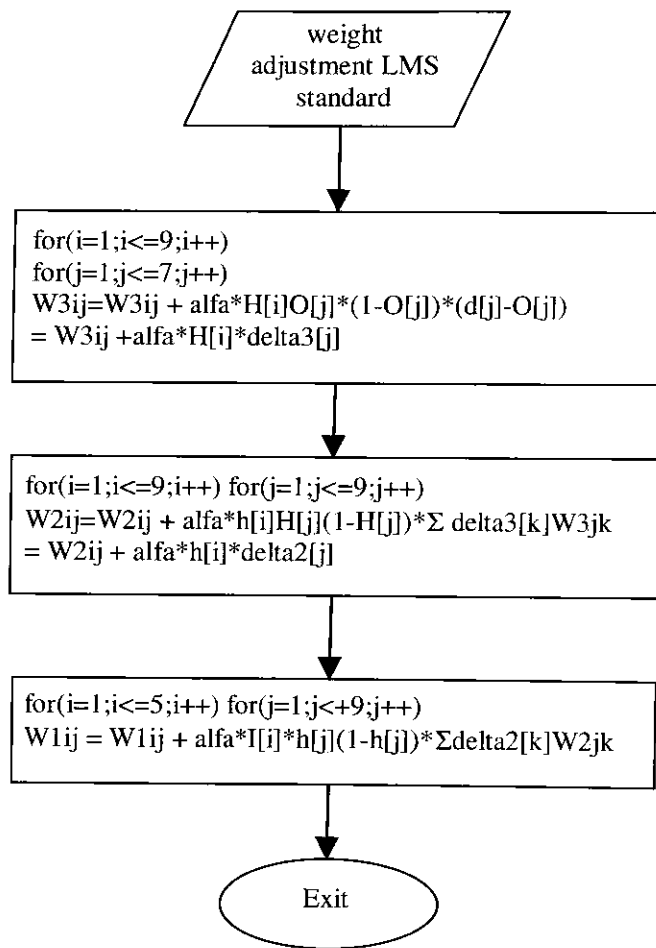 weight
adjustment LMS
standard
for(i=1;i<=9;i++)
for(j=1;j<=7;j++)
W3ij=W3ij + alfa*H[i]O[j]*(1-O[j])*(d[j]-O[j})
= W3ij +alfa*H[i]*delta3[j]
for(i=1;i<=9;i++) for(j=1;j<=9;j++)
W2ij=W2ij + alfa*h[i]H[j](1-H[j])*Σ delta3[k]W3jk
= W2ij + alfa*h[i]*delta2[j]
for(i=1;i<=5;i++) for(j=1;j<+9;j++)
W1ij = W1ij + alfa*I[i]*h[j](1-h[j])*Σdelta2[k]W2jk
Exit